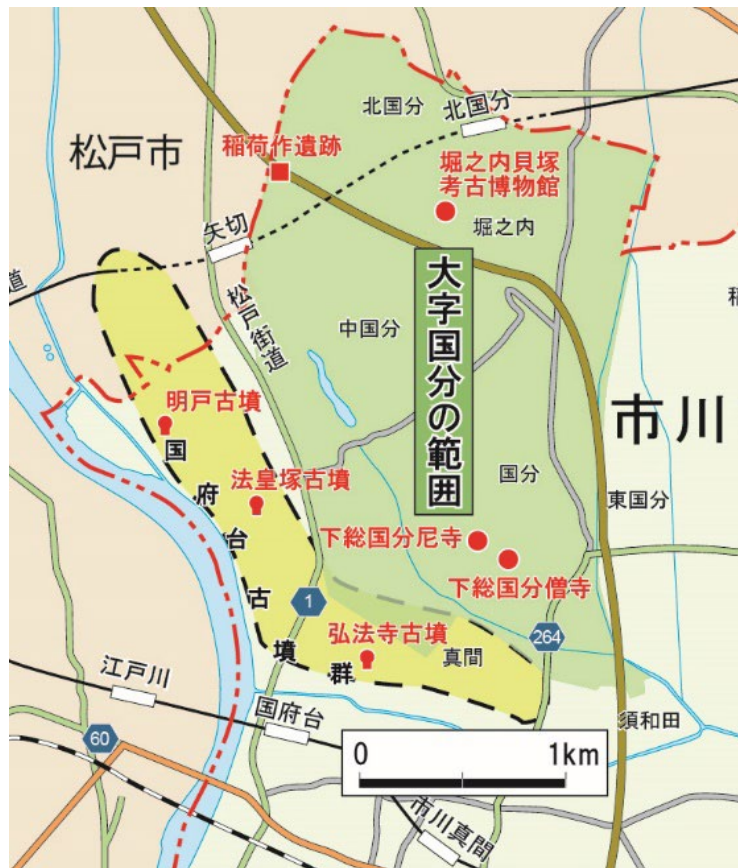 北国分
北国分
松戸市
稲荷作遺跡
堀之内貝塚
考古博物館
堀之内
矢切
道
大字国分の範囲
松戸街道
中国分
明戸古墳
市川
国分
法皇塚古墳
東国分
国府台古墳群
下総国分尼寺
下総国分僧寺
1
弘法寺古墳
真間
264
江戸川
国府台
須和田
60
0 1km
市川真間